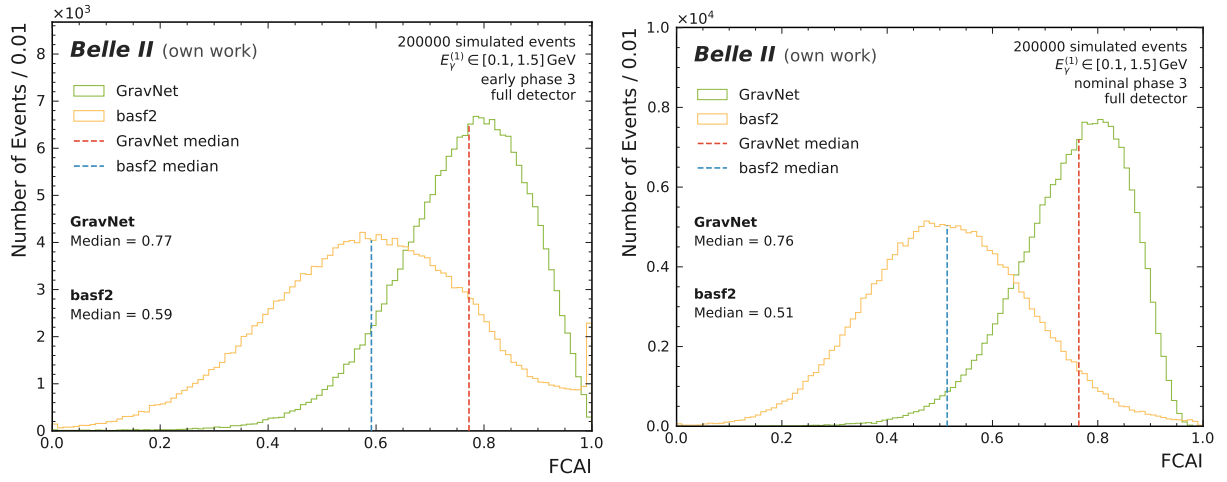 ×10³
Number of Events / 0.01
Belle II (own work)
200000 simulated events
E_γ^(1) ∈ [0.1, 1.5] GeV
early phase 3
full detector
GravNet
basf2
GravNet median
basf2 median
GravNet
Median = 0.77
basf2
Median = 0.59
8
7
6
5
4
3
2
1
0
0.0 0.2 0.4 0.6 0.8 1.0
FCAI
×10⁴
Number of Events / 0.01
Belle II (own work)
200000 simulated events
E_γ^(1) ∈ [0.1, 1.5] GeV
nominal phase 3
full detector
GravNet
basf2
GravNet median
basf2 median
GravNet
Median = 0.76
basf2
Median = 0.51
1.0
0.8
0.6
0.4
0.2
0.0
0.0 0.2 0.4 0.6 0.8 1.0
FCAI